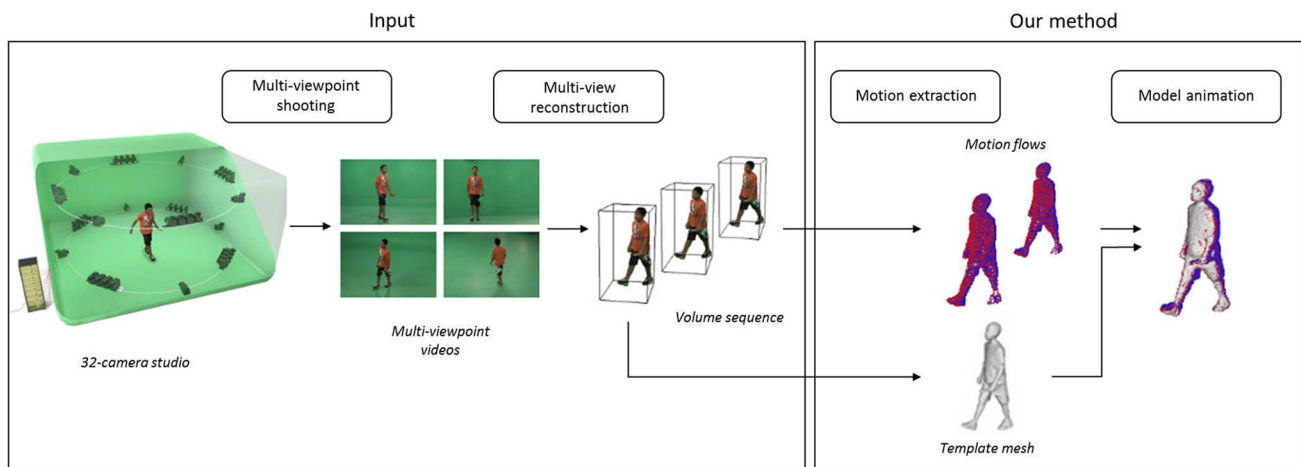 Input
Our method
Multi-viewpoint
shooting
Multi-view
reconstruction
Motion extraction
Model animation
Motion flows
Volume sequence
Multi-viewpoint
videos
32-camera studio
Template mesh